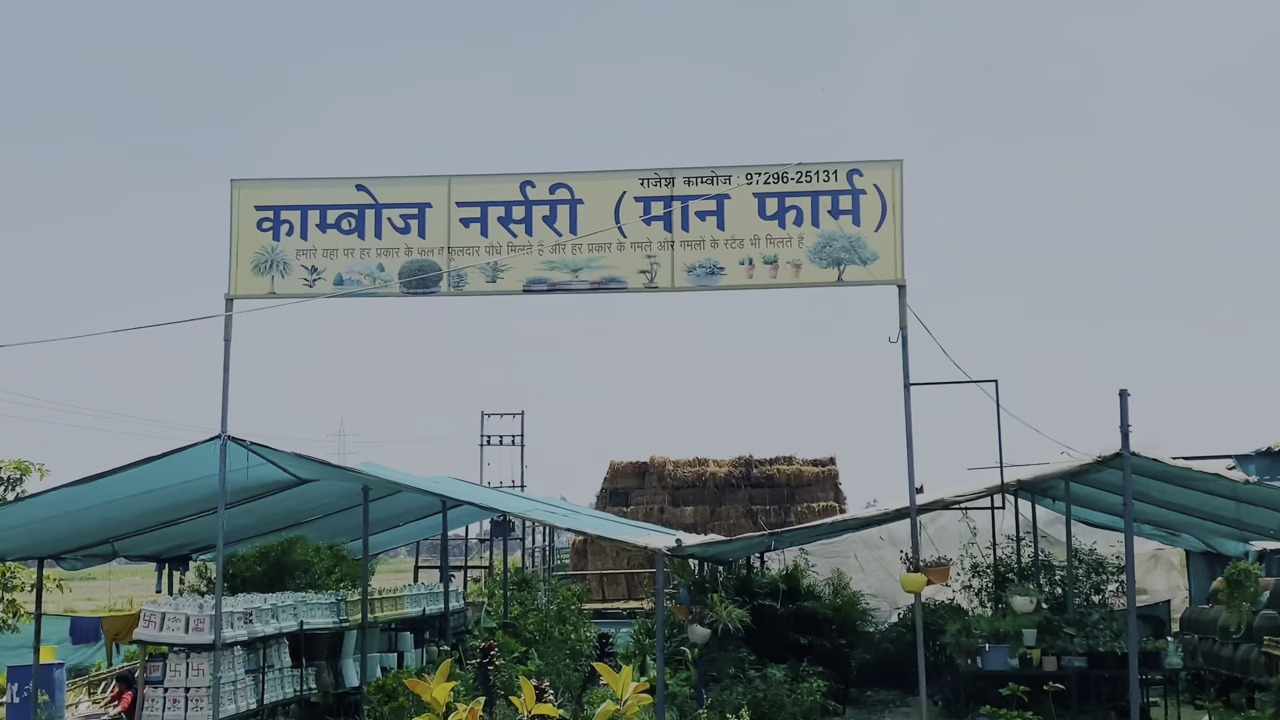 राजेश काम्बोज : 97296-25131
काम्बोज नर्सरी (मान फार्म)
हमारे यहा पर हर प्रकार के फल व फूलदार पौधे मिलते हैं और हर प्रकार के गमले और गमलों के स्टैंड भी मिलते हैं